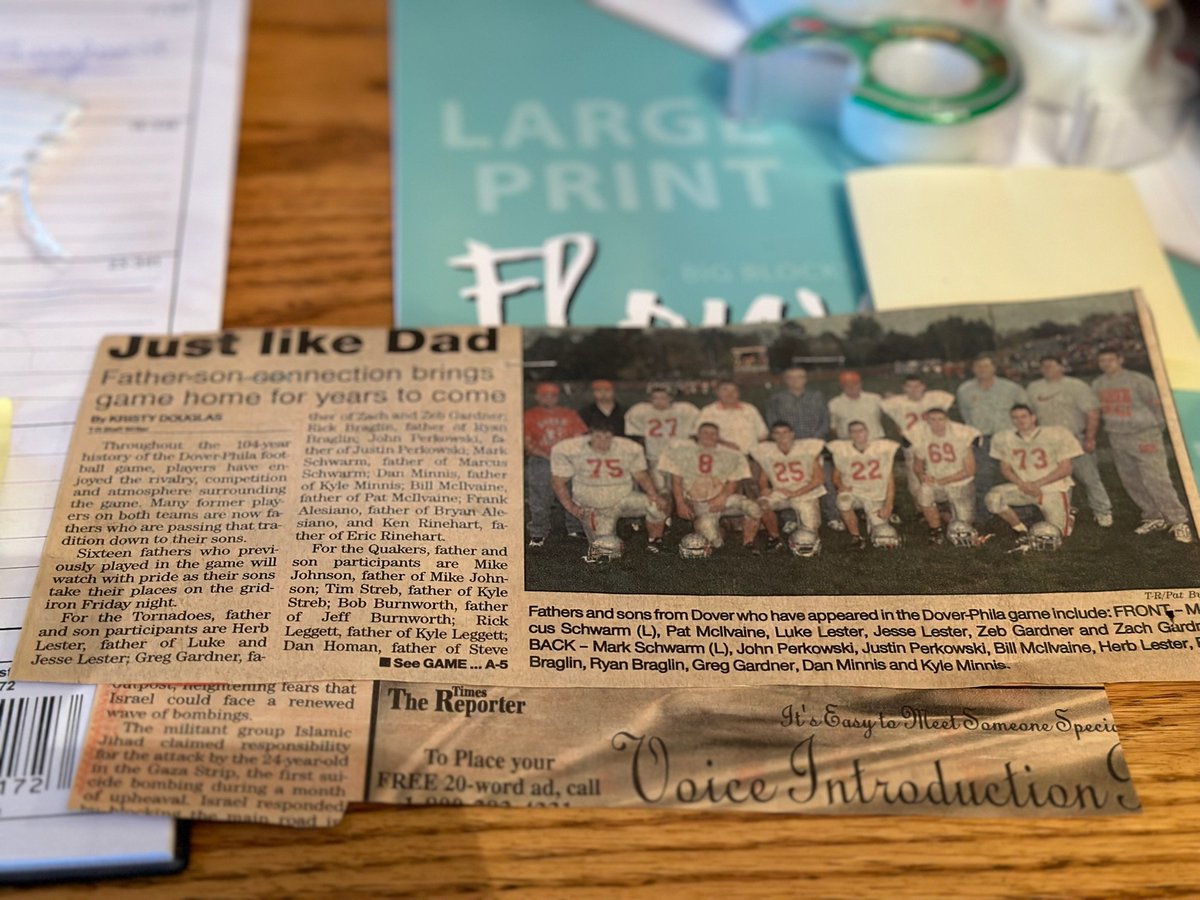 LARGE
PRINT
BIG BLOCK
Flow
Just like Dad
Father-son connection brings
game home for years to come
By KRISTY DOUGLAS
T-R Staff Writer
Throughout the 104-year
history of the Dover-Phila foot-
ball game, players have en-
joyed the rivalry, competition
and atmosphere surrounding
the game. Many former play-
ers on both teams are now fa-
thers who are passing that tra-
dition down to their sons.
Sixteen fathers who previ-
ously played in the game will
watch with pride as their sons
take their places on the grid-
iron Friday night.
For the Tornadoes, father
and son participants are Herb
Lester, father of Luke and
Jesse Lester; Greg Gardner, fa-
ther of Zach and Zeb Gardner;
Rick Braglin, father of Ryan
Braglin; John Perkowski, fa-
ther of Justin Perkowski; Mark
Schwarm, father of Marcus
Schwarm; Dan Minnis, father
of Kyle Minnis; Bill McIlvaine,
father of Pat McIlvaine; Frank
Alesiano, father of Bryan Ale-
siano, and Ken Rinehart, fa-
ther of Eric Rinehart.
For the Quakers, father and
son participants are Mike
Johnson, father of Mike John-
son; Tim Streb, father of Kyle
Streb; Bob Burnworth, father
of Jeff Burnworth; Rick
Leggett, father of Kyle Leggett;
Dan Homan, father of Steve
■ See GAME ... A-5
27
75
8
25
22
69
73
T-R/Pat Bu
Fathers and sons from Dover who have appeared in the Dover-Phila game include: FRONT – M
cus Schwarm (L), Pat McIlvaine, Luke Lester, Jesse Lester, Zeb Gardner and Zach Gardn
BACK – Mark Schwarm (L), John Perkowski, Justin Perkowski, Bill McIlvaine, Herb Lester,
Braglin, Ryan Braglin, Greg Gardner, Dan Minnis and Kyle Minnis.
outpost, heightening fears that
Israel could face a renewed
wave of bombings.
The militant group Islamic
Jihad claimed responsibility
for the attack by the 24-year-old
in the Gaza Strip, the first sui-
cide bombing during a month
of upheaval. Israel responded
blocking the main road
The Times Reporter
To Place your
FREE 20-word ad, call
It's Easy to Meet Someone Speci
Voice Introduction
172